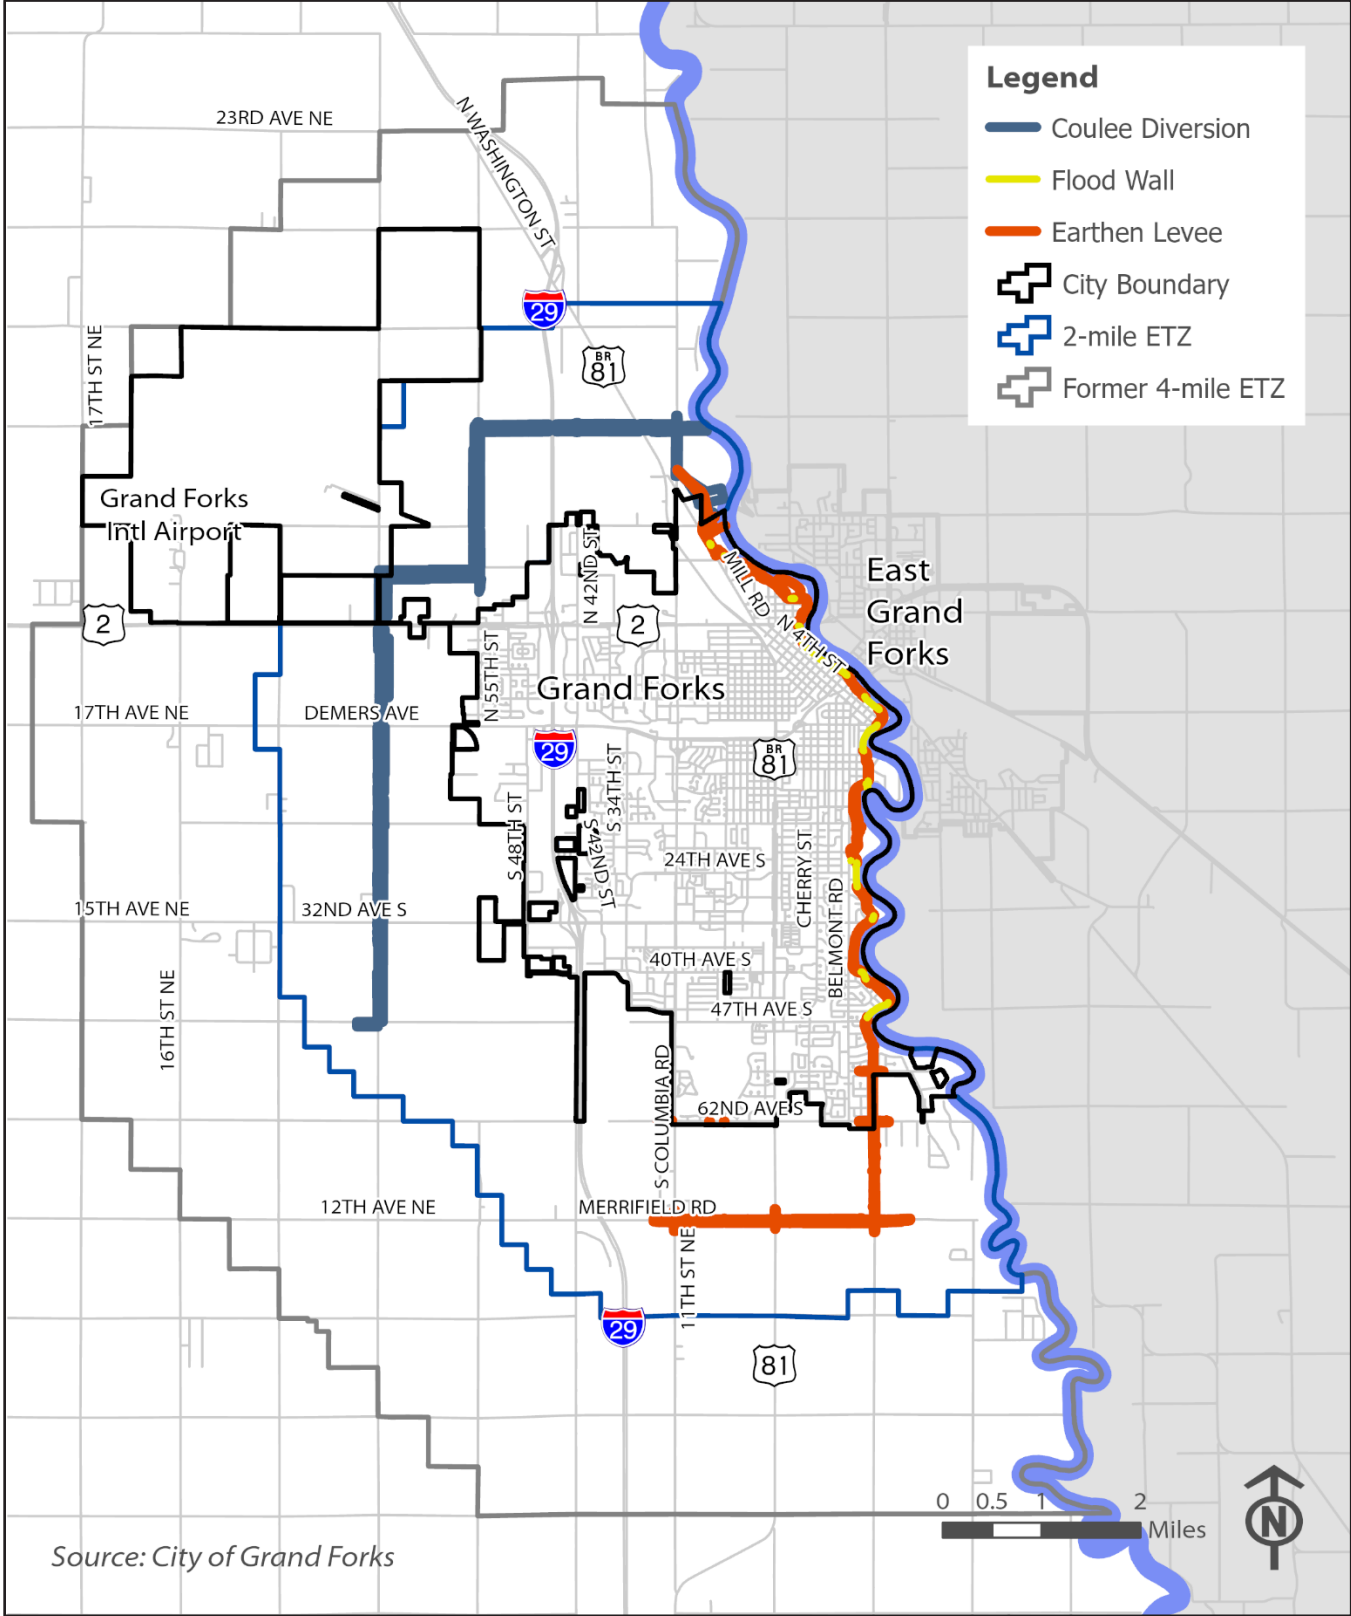 Legend
Coulee Diversion
Flood Wall
Earthen Levee
City Boundary
2-mile ETZ
Former 4-mile ETZ
23RD AVE NE
N WASHINGTON ST
29
BR
81
17TH ST NE
Grand Forks
Intl Airport
N 42ND ST
MILL RD
East
Grand
Forks
2
2
N 4TH ST
N 55TH ST
Grand Forks
17TH AVE NE
DEMERS AVE
29
BR
81
S 34TH ST
S 48TH ST
S 42ND ST
24TH AVE S
CHERRY ST
BELMONT RD
15TH AVE NE
32ND AVE S
40TH AVE S
47TH AVE S
16TH ST NE
S COLUMBIA RD
62ND AVE S
12TH AVE NE
MERRIFIELD RD
11TH ST NE
29
81
0 0.5 1 2
Miles
N
Source: City of Grand Forks